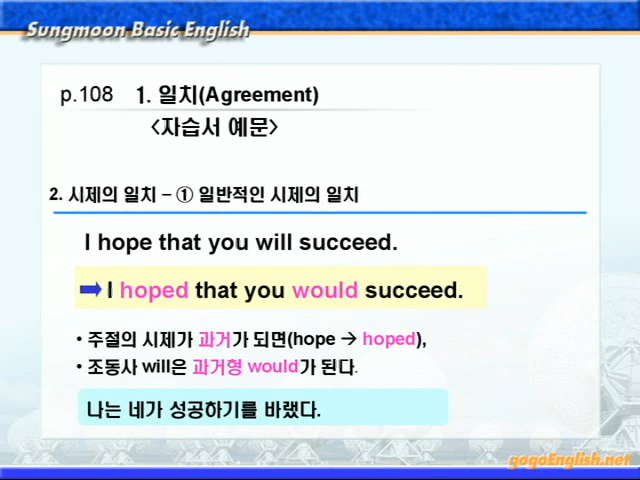 Sungmoon Basic English
p.108 1. 일치(Agreement)
<자습서 예문>
2. 시제의 일치 – ① 일반적인 시제의 일치
I hope that you will succeed.
➡ I hoped that you would succeed.
• 주절의 시제가 과거가 되면(hope → hoped),
• 조동사 will은 과거형 would가 된다.
나는 네가 성공하기를 바랬다.
gogoEnglish.net